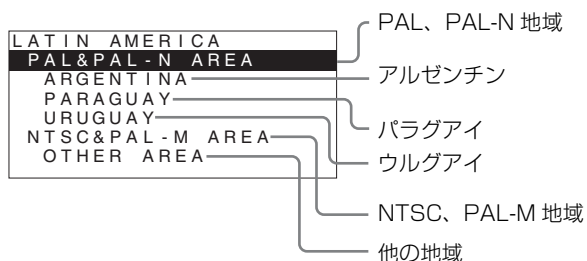 LATIN AMERICA
PAL&PAL-N AREA
ARGENTINA
PARAGUAY
URUGUAY
NTSC&PAL-M AREA
OTHER AREA
PAL、PAL-N 地域
アルゼンチン
パラグアイ
ウルグアイ
NTSC、PAL-M 地域
他の地域